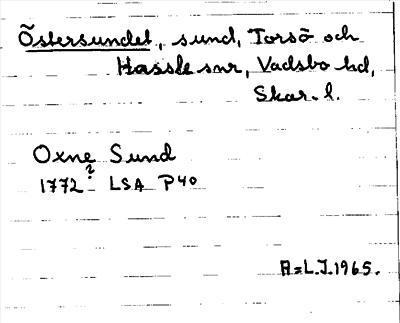 Östersundet, sund, Torsö och
Hassle snr, Vadsbo hd,
Skar. l.
Oxne Sund
?
1772 LSA P40
A=L.J.1965.